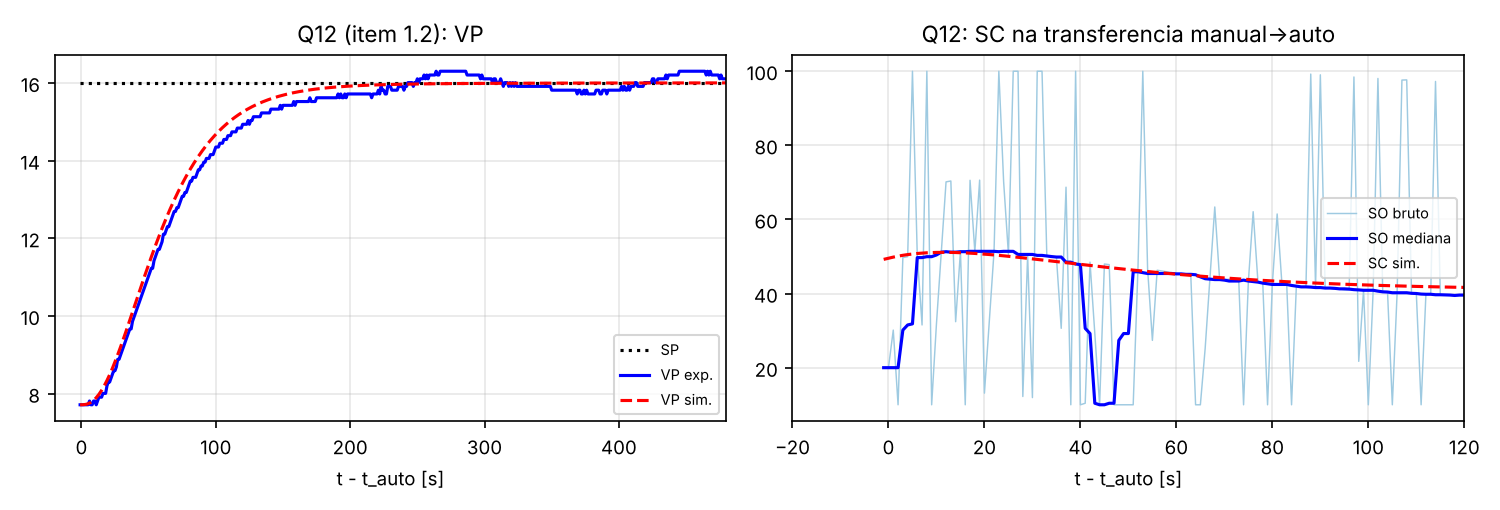 Q12 (item 1.2): VP
16
14
12
10
8
SP
VP exp.
VP sim.
0
100
200
300
400
t - t_auto [s]
Q12: SC na transferencia manual→auto
100
80
60
40
20
SO bruto
SO mediana
SC sim.
−20
0
20
40
60
80
100
120
t - t_auto [s]